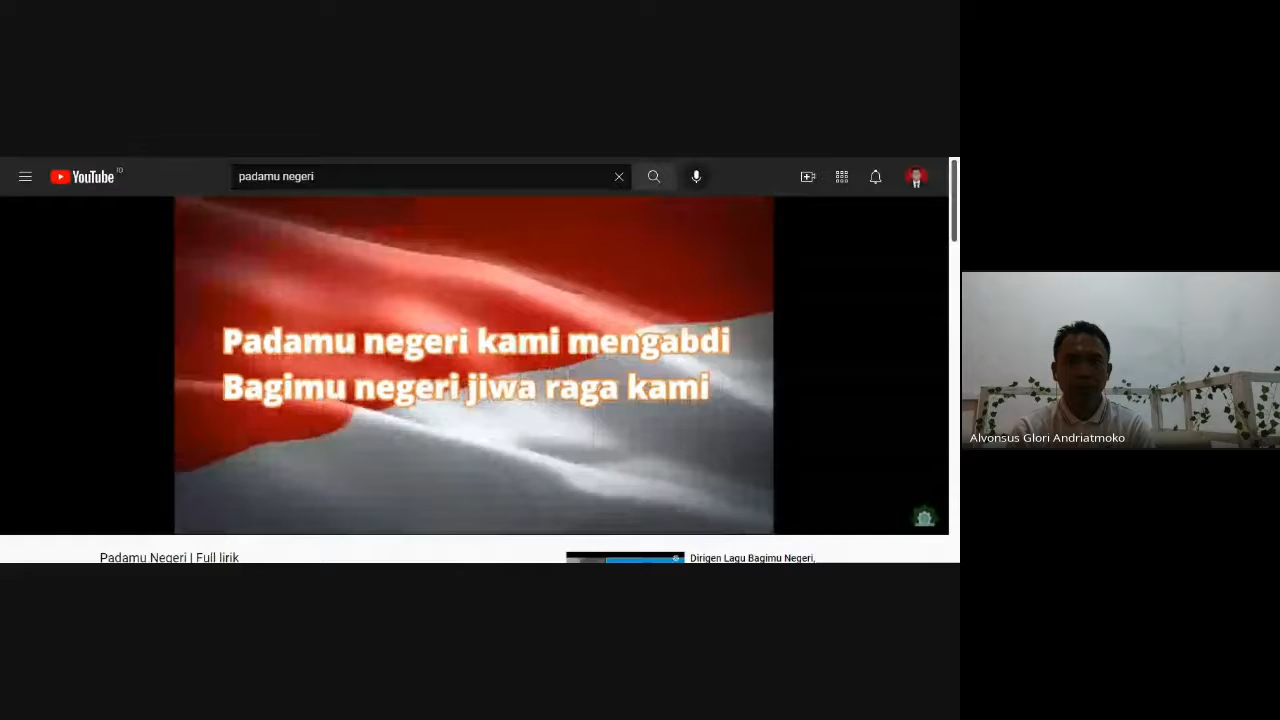 YouTube ID
padamu negeri
Padamu negeri kami mengabdi
Bagimu negeri jiwa raga kami
Alvonsus Glori Andriatmoko
Padamu Negeri | Full lirik
Dirigen Lagu Bagimu Negeri,